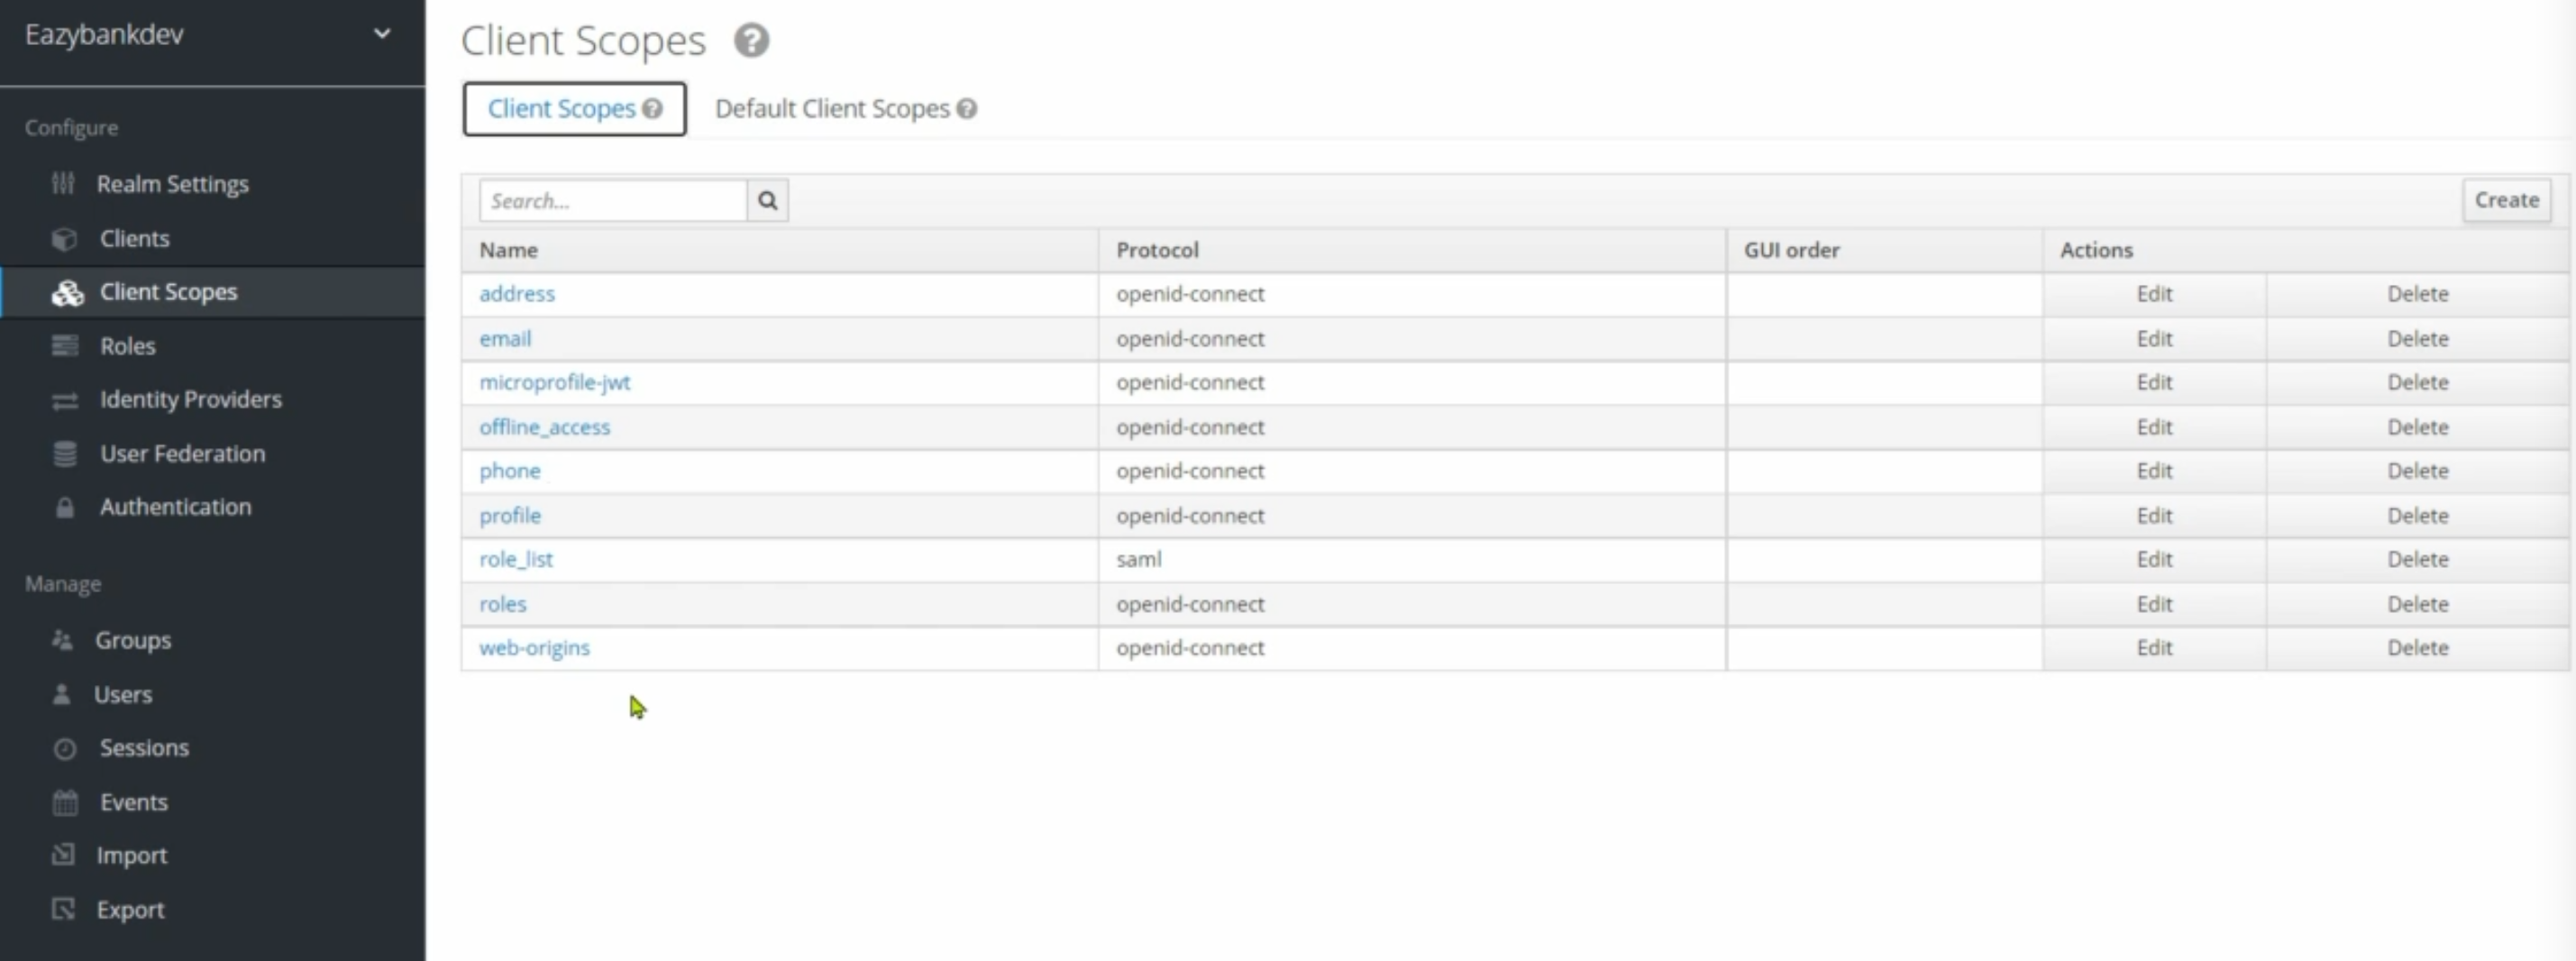 Eazybankdev
Configure
Realm Settings
Clients
Client Scopes
Roles
Identity Providers
User Federation
Authentication
Manage
Groups
Users
Sessions
Events
Import
Export
Client Scopes ?
Client Scopes ? Default Client Scopes ?
Search... Create
Name Protocol GUI order Actions
address openid-connect Edit Delete
email openid-connect Edit Delete
microprofile-jwt openid-connect Edit Delete
offline_access openid-connect Edit Delete
phone openid-connect Edit Delete
profile openid-connect Edit Delete
role_list saml Edit Delete
roles openid-connect Edit Delete
web-origins openid-connect Edit Delete